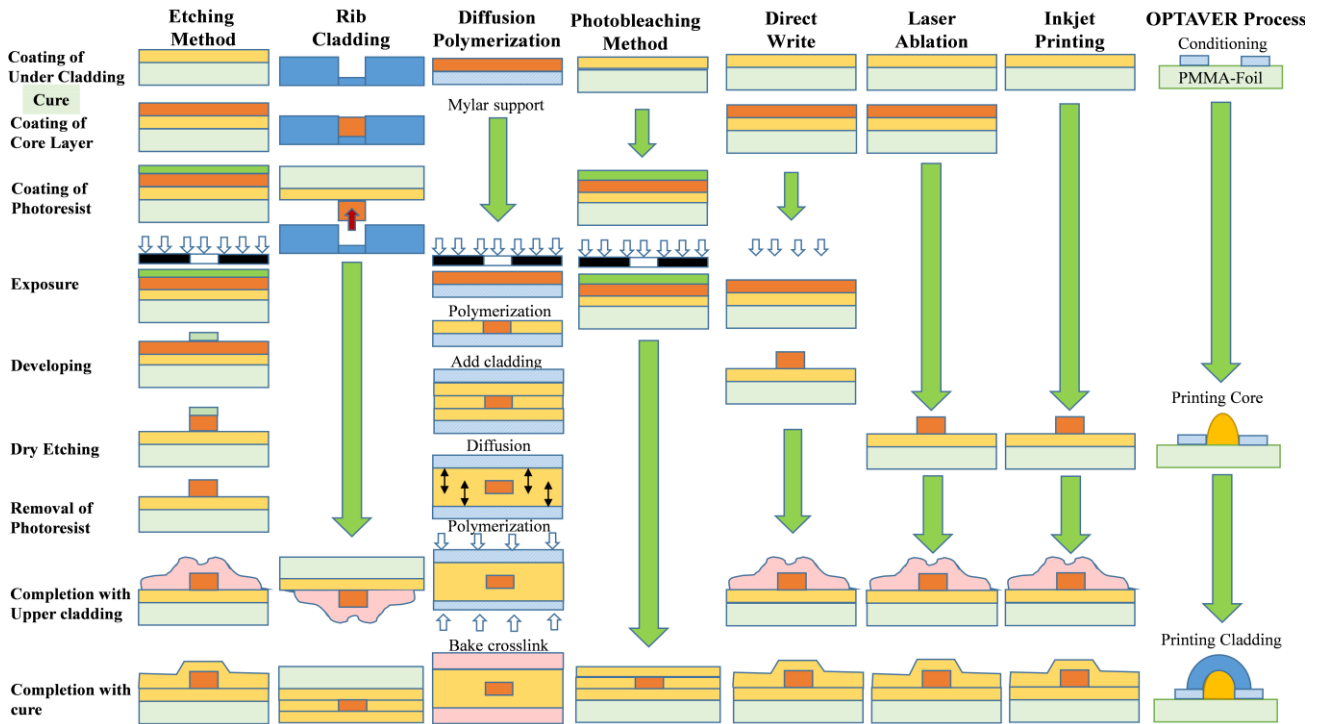 Etching
Method
Rib
Cladding
Diffusion
Polymerization
Photobleaching
Method
Direct
Write
Laser
Ablation
Inkjet
Printing
OPTAVER Process
Coating of
Under Cladding
Conditioning
PMMA-Foil
Cure
Mylar support
Coating of
Core Layer
Coating of
Photoresist
Exposure
Polymerization
Developing
Add cladding
Printing Core
Dry Etching
Diffusion
Removal of
Photoresist
Polymerization
Completion with
Upper cladding
Bake crosslink
Printing Cladding
Completion with
cure